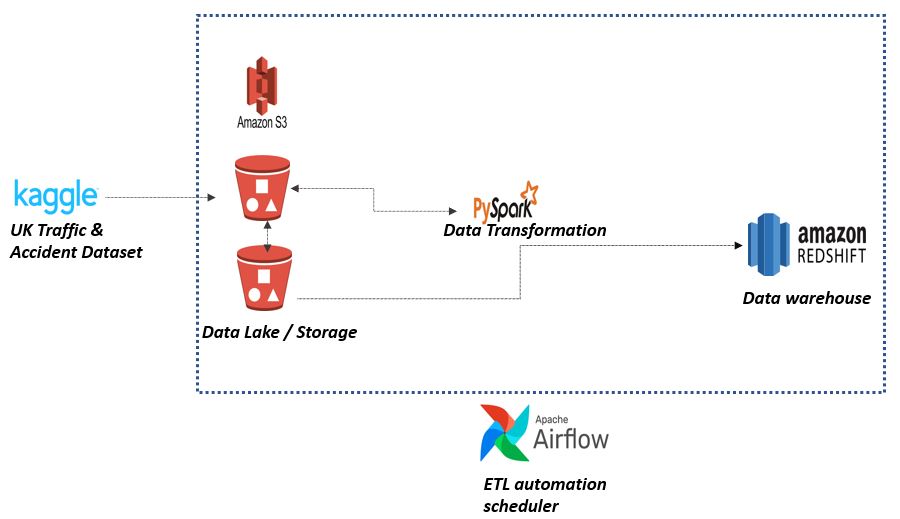 Amazon S3
kaggle
UK Traffic &
Accident Dataset
PySpark
Data Transformation
amazon
REDSHIFT
Data warehouse
Data Lake / Storage
Apache
Airflow
ETL automation
scheduler